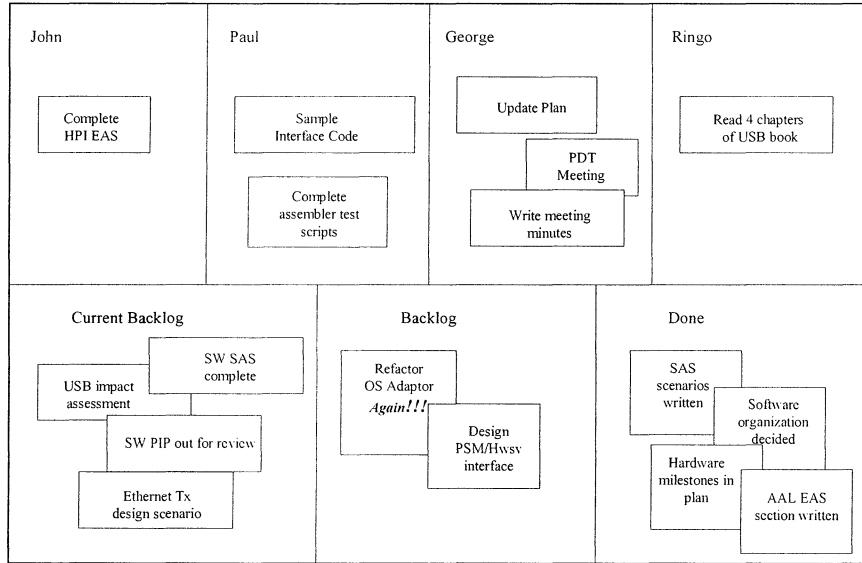 John
Complete
HPI EAS
Paul
Sample
Interface Code
Complete
assembler test
scripts
George
Update Plan
PDT
Meeting
Write meeting
minutes
Ringo
Read 4 chapters
of USB book
Current Backlog
SW SAS
complete
USB impact
assessment
SW PIP out for review
Ethernet Tx
design scenario
Backlog
Refactor
OS Adaptor
Again!!!
Design
PSM/Hwsv
interface
Done
SAS
scenarios
written
Software
organization
decided
Hardware
milestones in
plan
AAL EAS
section written